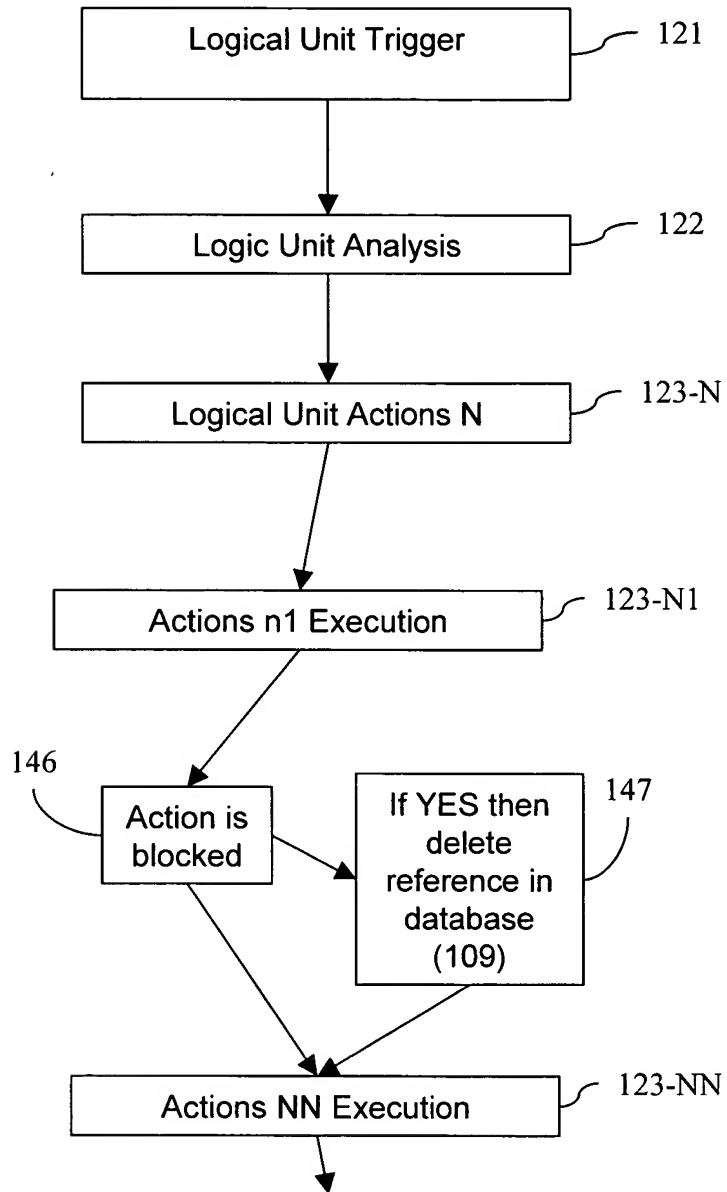 Logical Unit Trigger
121
Logic Unit Analysis
122
Logical Unit Actions N
123-N
Actions n1 Execution
123-N1
146
Action is
blocked
If YES then
delete
reference in
database
(109)
147
Actions NN Execution
123-NN